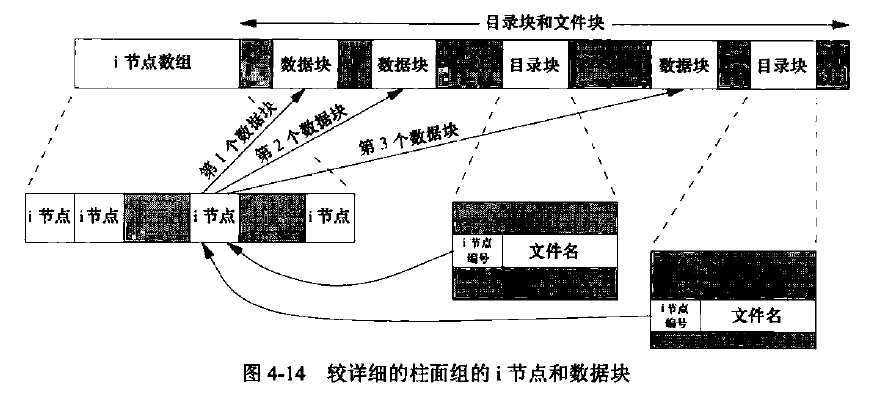 目录块和文件块
i 节点数组
数据块
数据块
目录块
数据块
目录块
第 1 个数据块
第 2 个数据块
第 3 个数据块
i 节点
i 节点
i 节点
i 节点
i 节点
编号
文件名
i 节点
编号
文件名
图 4-14 较详细的柱面组的 i 节点和数据块